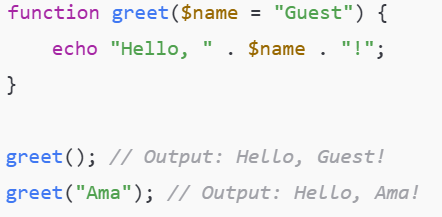 function greet($name = "Guest") {
    echo "Hello, " . $name . "!";
}

greet(); // Output: Hello, Guest!
greet("Ama"); // Output: Hello, Ama!